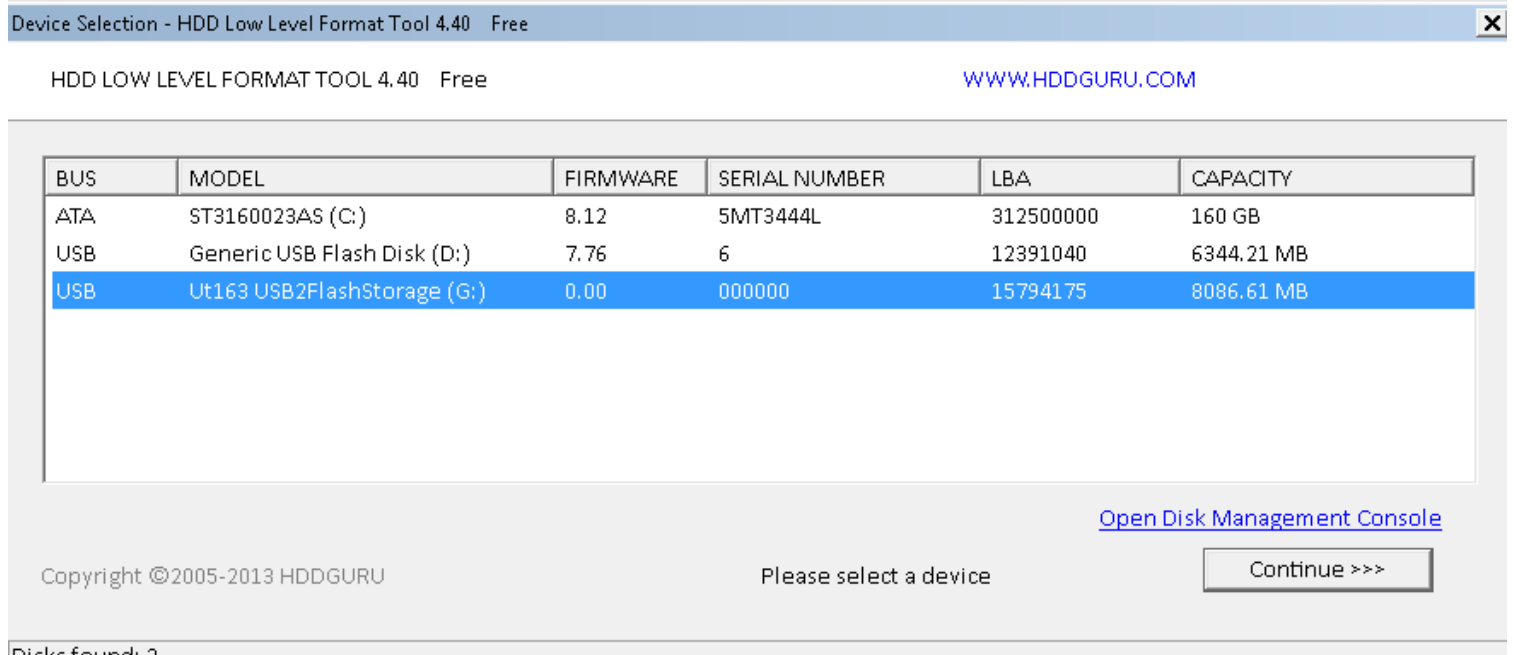 Device Selection - HDD Low Level Format Tool 4.40 Free
HDD LOW LEVEL FORMAT TOOL 4.40 Free WWW.HDDGURU.COM
BUS MODEL FIRMWARE SERIAL NUMBER LBA CAPACITY
ATA ST3160023AS (C:) 8.12 5MT3444L 312500000 160 GB
USB Generic USB Flash Disk (D:) 7.76 6 12391040 6344.21 MB
USB Ut163 USB2FlashStorage (G:) 0.00 000000 15794175 8086.61 MB
Open Disk Management Console
Copyright ©2005-2013 HDDGURU Please select a device Continue >>>
Disks found: